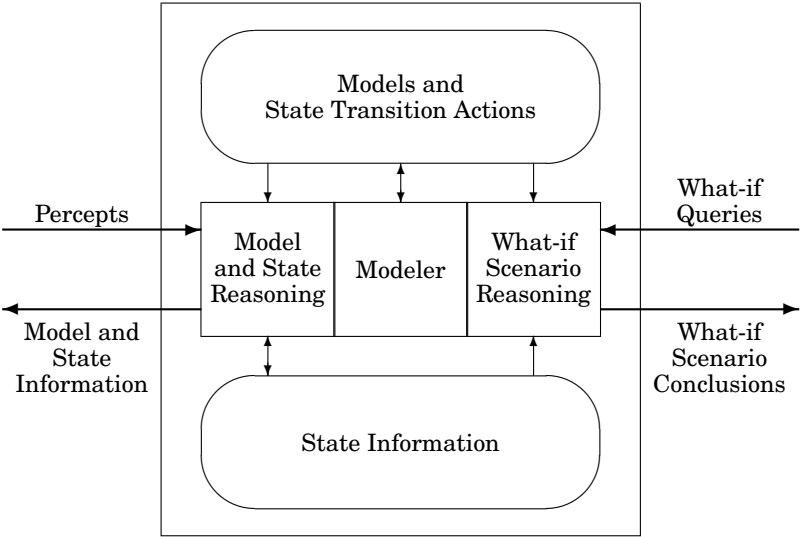 Models and
State Transition Actions
Percepts
What-if
Queries
Model
and State
Reasoning
Modeler
What-if
Scenario
Reasoning
Model and
State
Information
What-if
Scenario
Conclusions
State Information